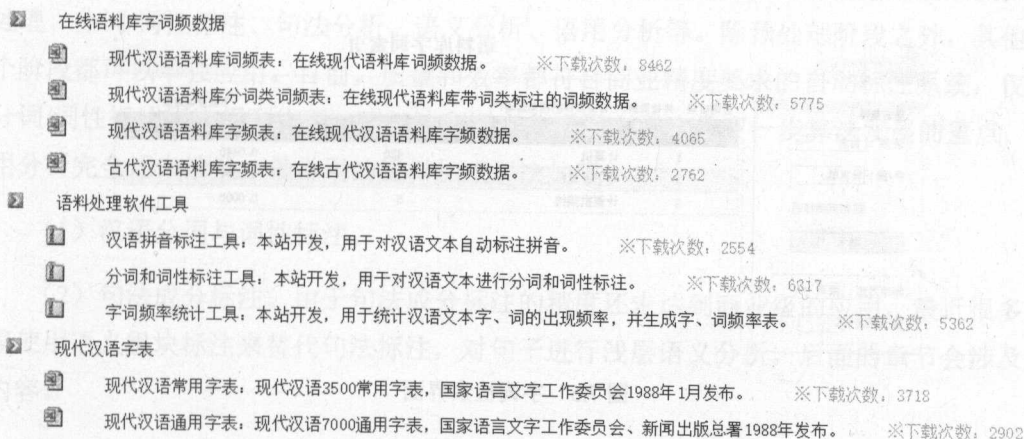 在线语料库字词频数据
现代汉语语料库词频表：在线现代语料库词频数据。 ※下载次数：8462
现代汉语语料库分词类词频表：在线现代语料库带词类标注的词频数据。 ※下载次数：5775
现代汉语语料库字频表，在线现代汉语语料库字频数据。 ※下载次数：4065
古代汉语语料库字频表：在线古代汉语语料库字频数据。 ※下载次数：2762
语料处理软件工具
汉语拼音标注工具：本站开发，用于对汉语文本自动标注拼音。 ※下载次数：2554
分词和词性标注工具：本站开发，用于对汉语文本进行分词和词性标注。 ※下载次数：6317
字词频率统计工具：本站开发，用于统计汉语文本字、词的出现频率，并生成字、词频率表。 ※下载次数：5362
现代汉语字表
现代汉语常用字表：现代汉语3500常用字表，国家语言文字工作委员会1988年1月发布。 ※下载次数：3718
现代汉语通用字表：现代汉语7000通用字表，国家语言文字工作委员会、新闻出版总署1988年发布。 ※下载次数：2902